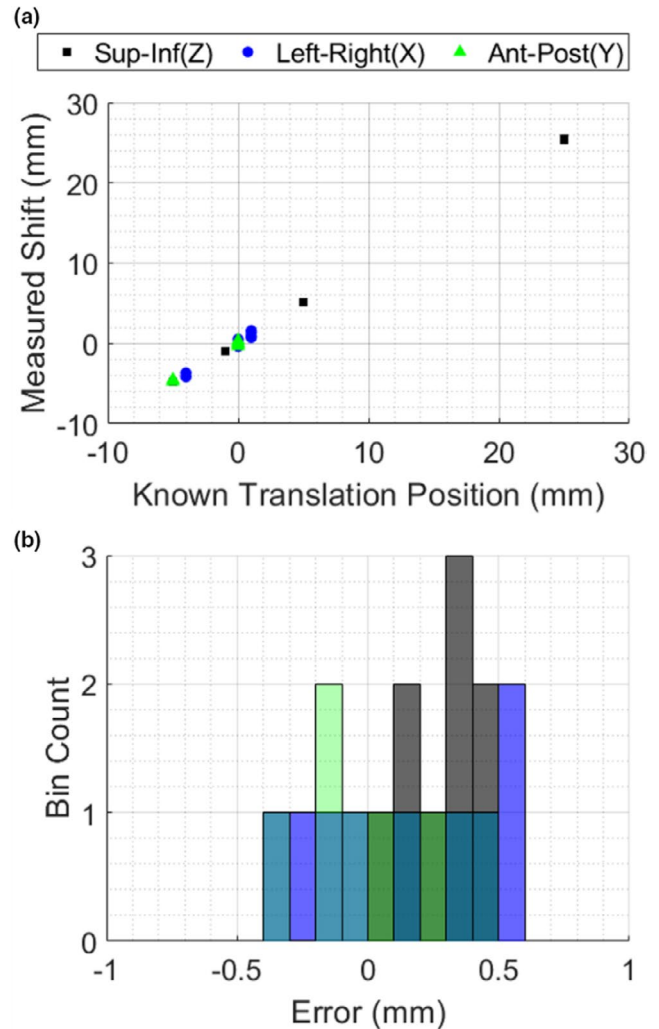 (a)
Sup-Inf(Z) Left-Right(X) Ant-Post(Y)
30
20
10
0
-10
-10 0 10 20 30
Measured Shift (mm)
Known Translation Position (mm)
(b)
3
2
1
0
-1 -0.5 0 0.5 1
Bin Count
Error (mm)